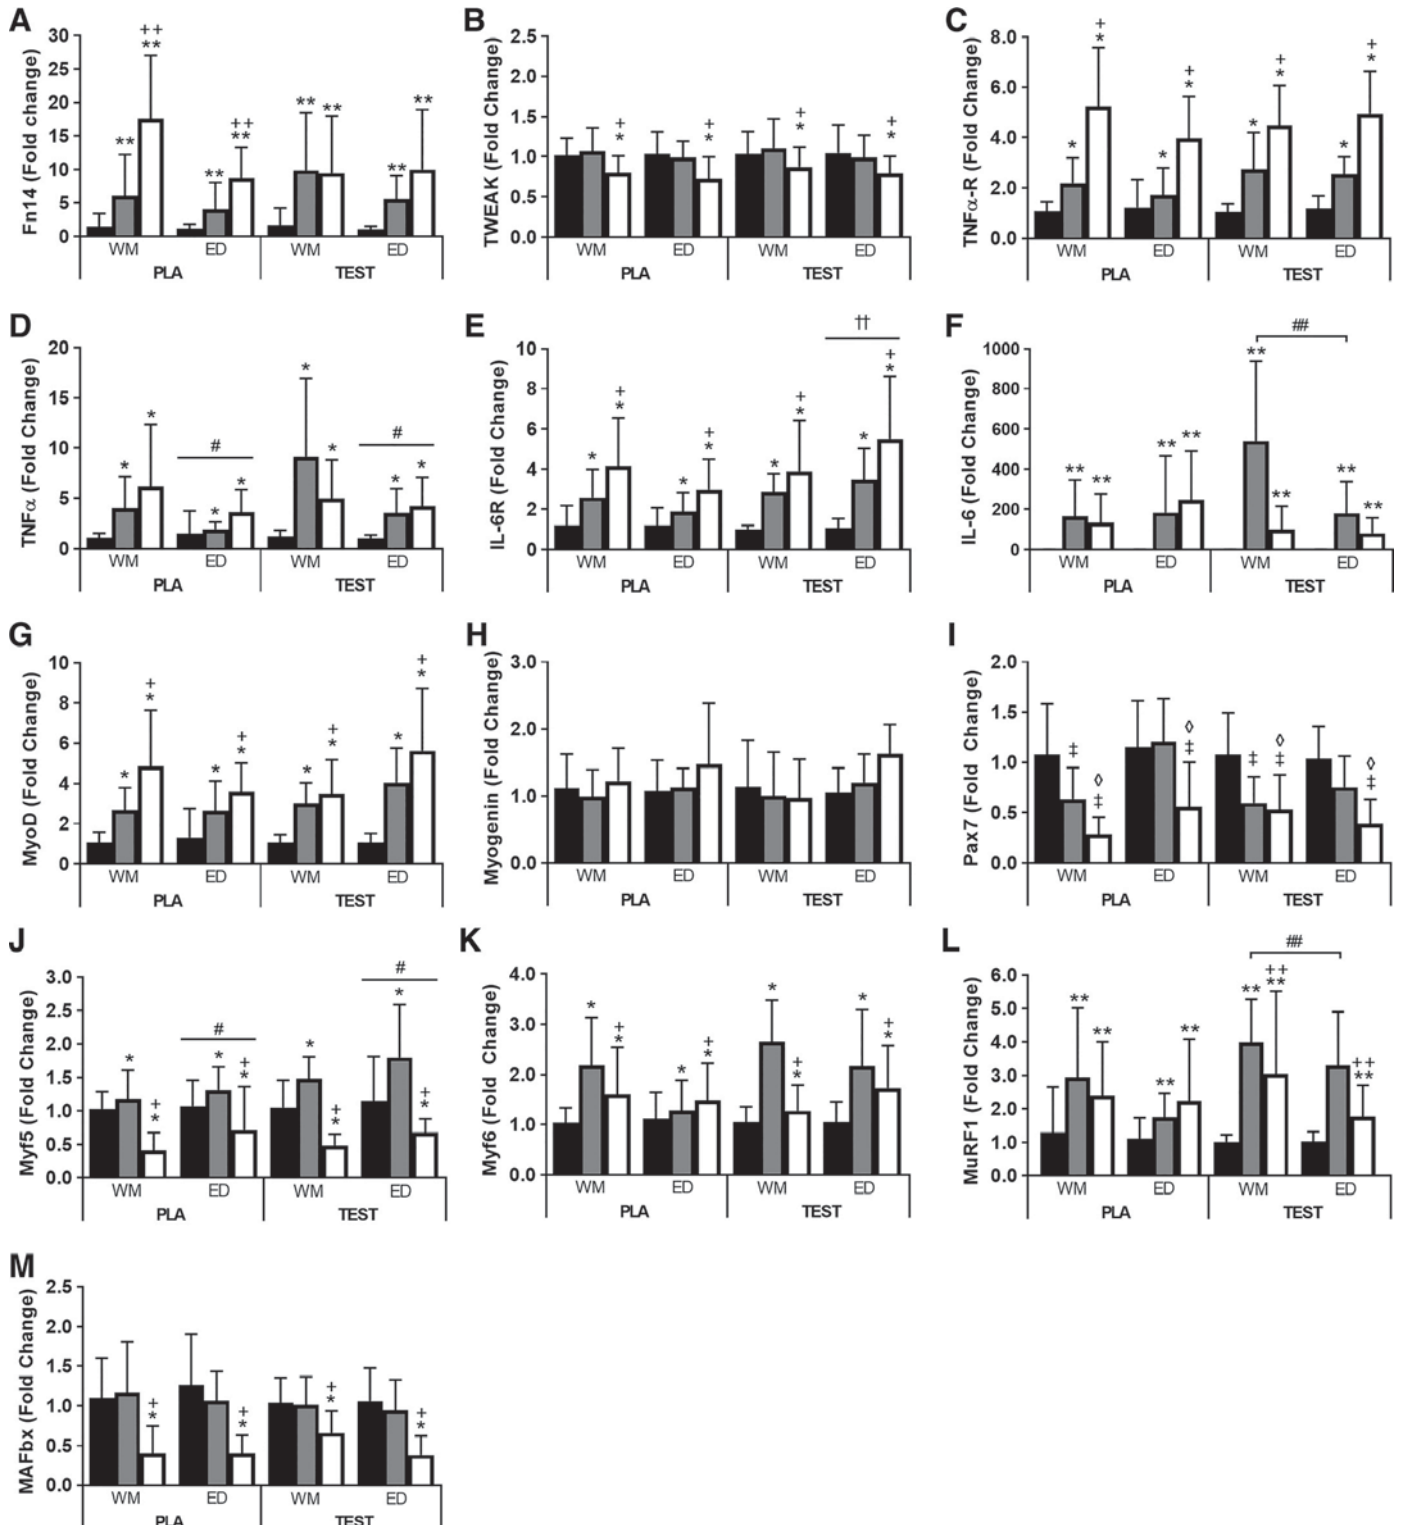 A
Fn14 (Fold change)
30
25
20
15
10
5
0
**
++
**
**
++
**
**
**
**
**
WM
ED
WM
ED
PLA
TEST
B
TWEAK (Fold Change)
2.5
2.0
1.5
1.0
0.5
0.0
+
*
+
*
+
*
+
*
WM
ED
WM
ED
PLA
TEST
C
TNFα-R (Fold Change)
8.0
6.0
4.0
2.0
0.0
*
+
*
*
+
*
*
+
*
*
+
*
WM
ED
WM
ED
PLA
TEST
D
TNFα (Fold Change)
20
15
10
5
0
*
*
#
*
*
*
*
#
*
*
WM
ED
WM
ED
PLA
TEST
E
IL-6R (Fold Change)
10
8
6
4
2
0
*
+
*
*
+
*
*
+
*
††
*
+
*
WM
ED
WM
ED
PLA
TEST
F
IL-6 (Fold Change)
1000
800
600
400
200
0
**
**
**
**
##
**
**
**
**
WM
ED
WM
ED
PLA
TEST
G
MyoD (Fold Change)
10
8
6
4
2
0
*
+
*
*
+
*
*
+
*
*
+
*
WM
ED
WM
ED
PLA
TEST
H
Myogenin (Fold Change)
3.0
2.0
1.0
0.0
WM
ED
WM
ED
PLA
TEST
I
Pax7 (Fold Change)
2.0
1.5
1.0
0.5
0.0
‡
◊
‡
◊
‡
‡
◊
‡
◊
‡
WM
ED
WM
ED
PLA
TEST
J
Myf5 (Fold Change)
3.0
2.5
2.0
1.5
1.0
0.5
0.0
*
+
*
#
*
+
*
*
+
*
#
*
+
*
WM
ED
WM
ED
PLA
TEST
K
Myf6 (Fold Change)
4.0
3.0
2.0
1.0
0.0
*
+
*
*
+
*
*
+
*
*
+
*
WM
ED
WM
ED
PLA
TEST
L
MuRF1 (Fold Change)
6.0
5.0
4.0
3.0
2.0
1.0
0.0
**
**
**
**
##
**
++
**
++
**
WM
ED
WM
ED
PLA
TEST
M
MAFbx (Fold Change)
2.5
2.0
1.5
1.0
0.5
0.0
+
*
+
*
+
*
+
*
WM
ED
WM
ED
PLA
TEST